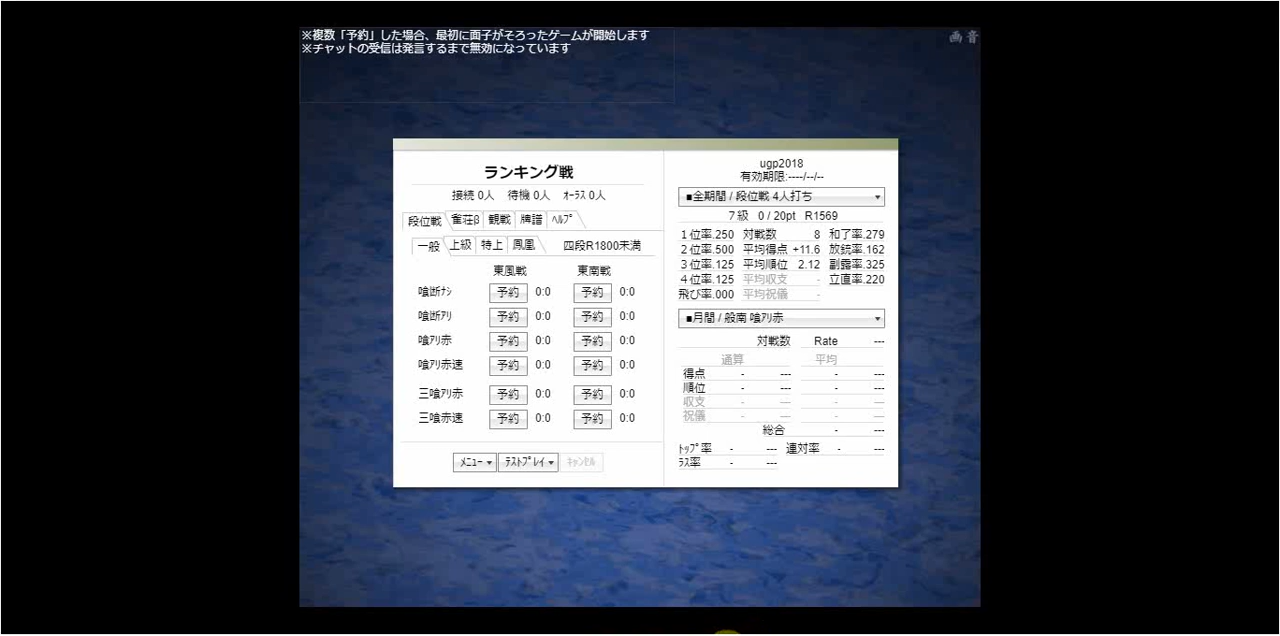 ※複数「予約」した場合、最初に面子がそろったゲームが開始します
※チャットの受信は発言するまで無効になっています
画 音
ランキング戦
接続 0人 待機 0人 ｵｰﾗｽ 0人
段位戦 雀荘β 観戦 牌譜 ﾍﾙﾌﾟ
一般 上級 特上 鳳凰 四段R1800未満
東風戦 東南戦
喰断ﾅｼ 予約 0:0 予約 0:0
喰断ｱﾘ 予約 0:0 予約 0:0
喰ｱﾘ赤 予約 0:0 予約 0:0
喰ｱﾘ赤速 予約 0:0 予約 0:0
三喰ｱﾘ赤 予約 0:0 予約 0:0
三喰赤速 予約 0:0 予約 0:0
ﾒﾆｭｰ ▼ ﾃｽﾄﾌﾟﾚｲ ▼ ｷｬﾝｾﾙ
ugp2018
有効期限:----/--/--
■全期間 / 段位戦 4人打ち ▼
７級 0 / 20pt R1569
１位率.250 対戦数 8 和了率.279
２位率.500 平均得点 +11.6 放銃率.162
３位率.125 平均順位 2.12 副露率.325
４位率.125 平均収支 - 立直率.220
飛び率.000 平均祝儀 -
■月間 / 般南 喰ｱﾘ赤 ▼
対戦数 Rate ---
通算 平均
得点 - --- - ---
順位 - --- - ---
収支 - --- - ---
祝儀 - --- - ---
総合 - ---
ﾄｯﾌﾟ率 - --- 連対率 - ---
ﾗｽ率 - ---